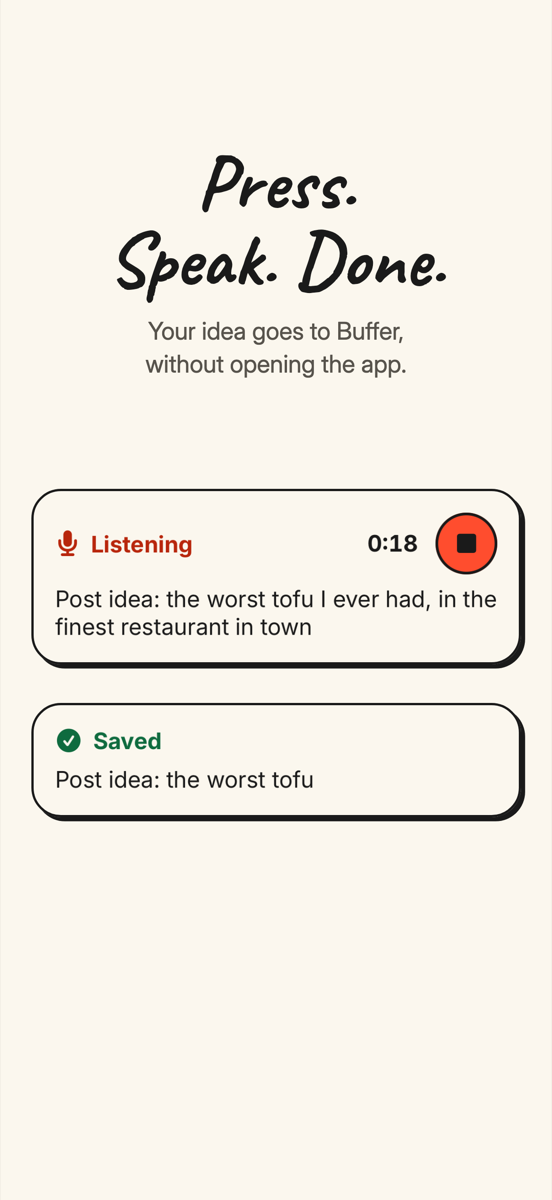 Press.
Speak. Done.
Your idea goes to Buffer,
without opening the app.
Listening 0:18
Post idea: the worst tofu I ever had, in the
finest restaurant in town
Saved
Post idea: the worst tofu